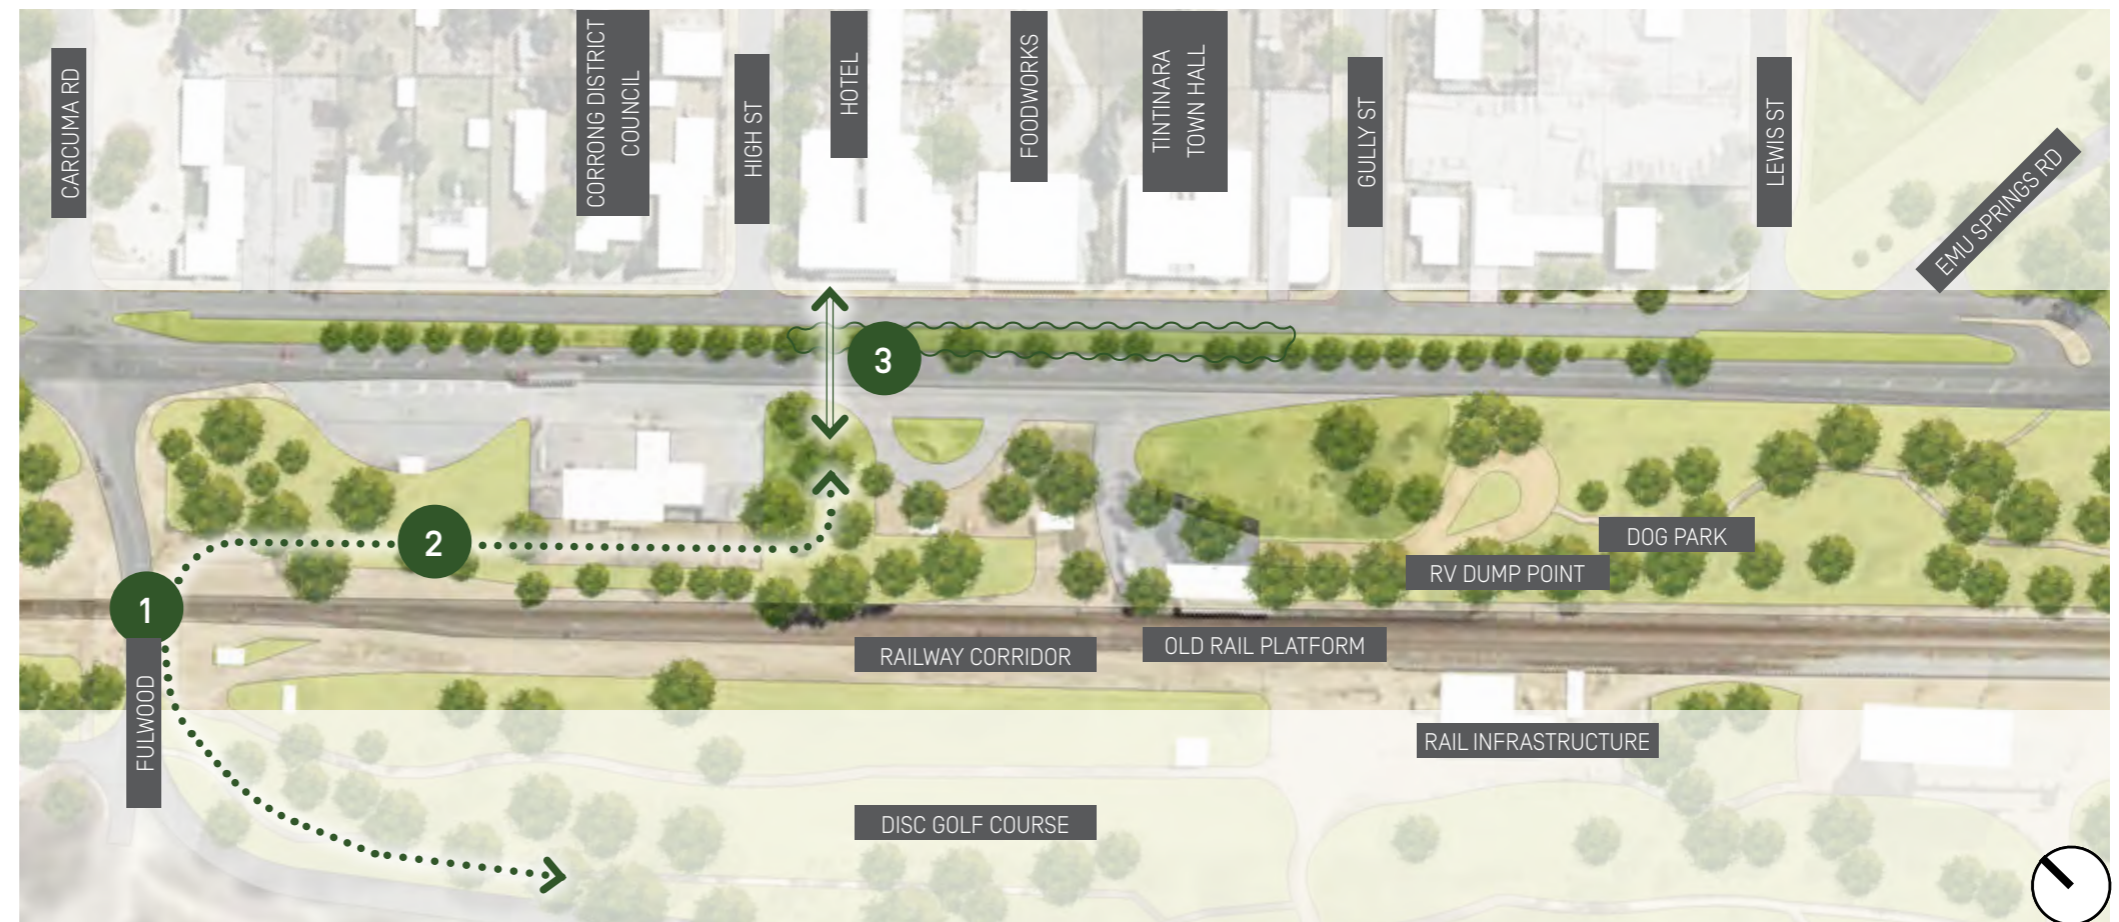 CARCUMA RD
CORRONG DISTRICT
COUNCIL
HIGH ST
HOTEL
FOODWORKS
TINTINARA
TOWN HALL
GULLY ST
LEWIS ST
EMU SPRINGS RD
3
2
1
DOG PARK
RV DUMP POINT
OLD RAIL PLATFORM
RAILWAY CORRIDOR
FULWOOD
RAIL INFRASTRUCTURE
DISC GOLF COURSE